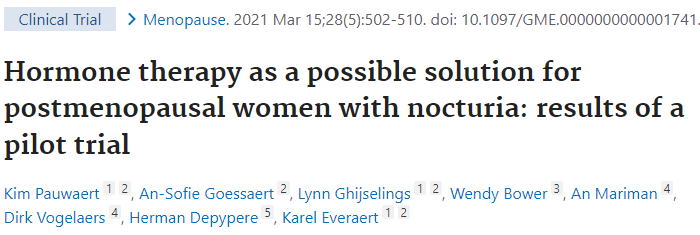 Clinical Trial > Menopause. 2021 Mar 15;28(5):502-510. doi: 10.1097/GME.0000000000001741.
Hormone therapy as a possible solution for
postmenopausal women with nocturia: results of a
pilot trial
Kim Pauwaert 1 2, An-Sofie Goessaert 2, Lynn Ghijselings 1 2, Wendy Bower 3, An Mariman 4,
Dirk Vogelaers 4, Herman Depypere 5, Karel Everaert 1 2